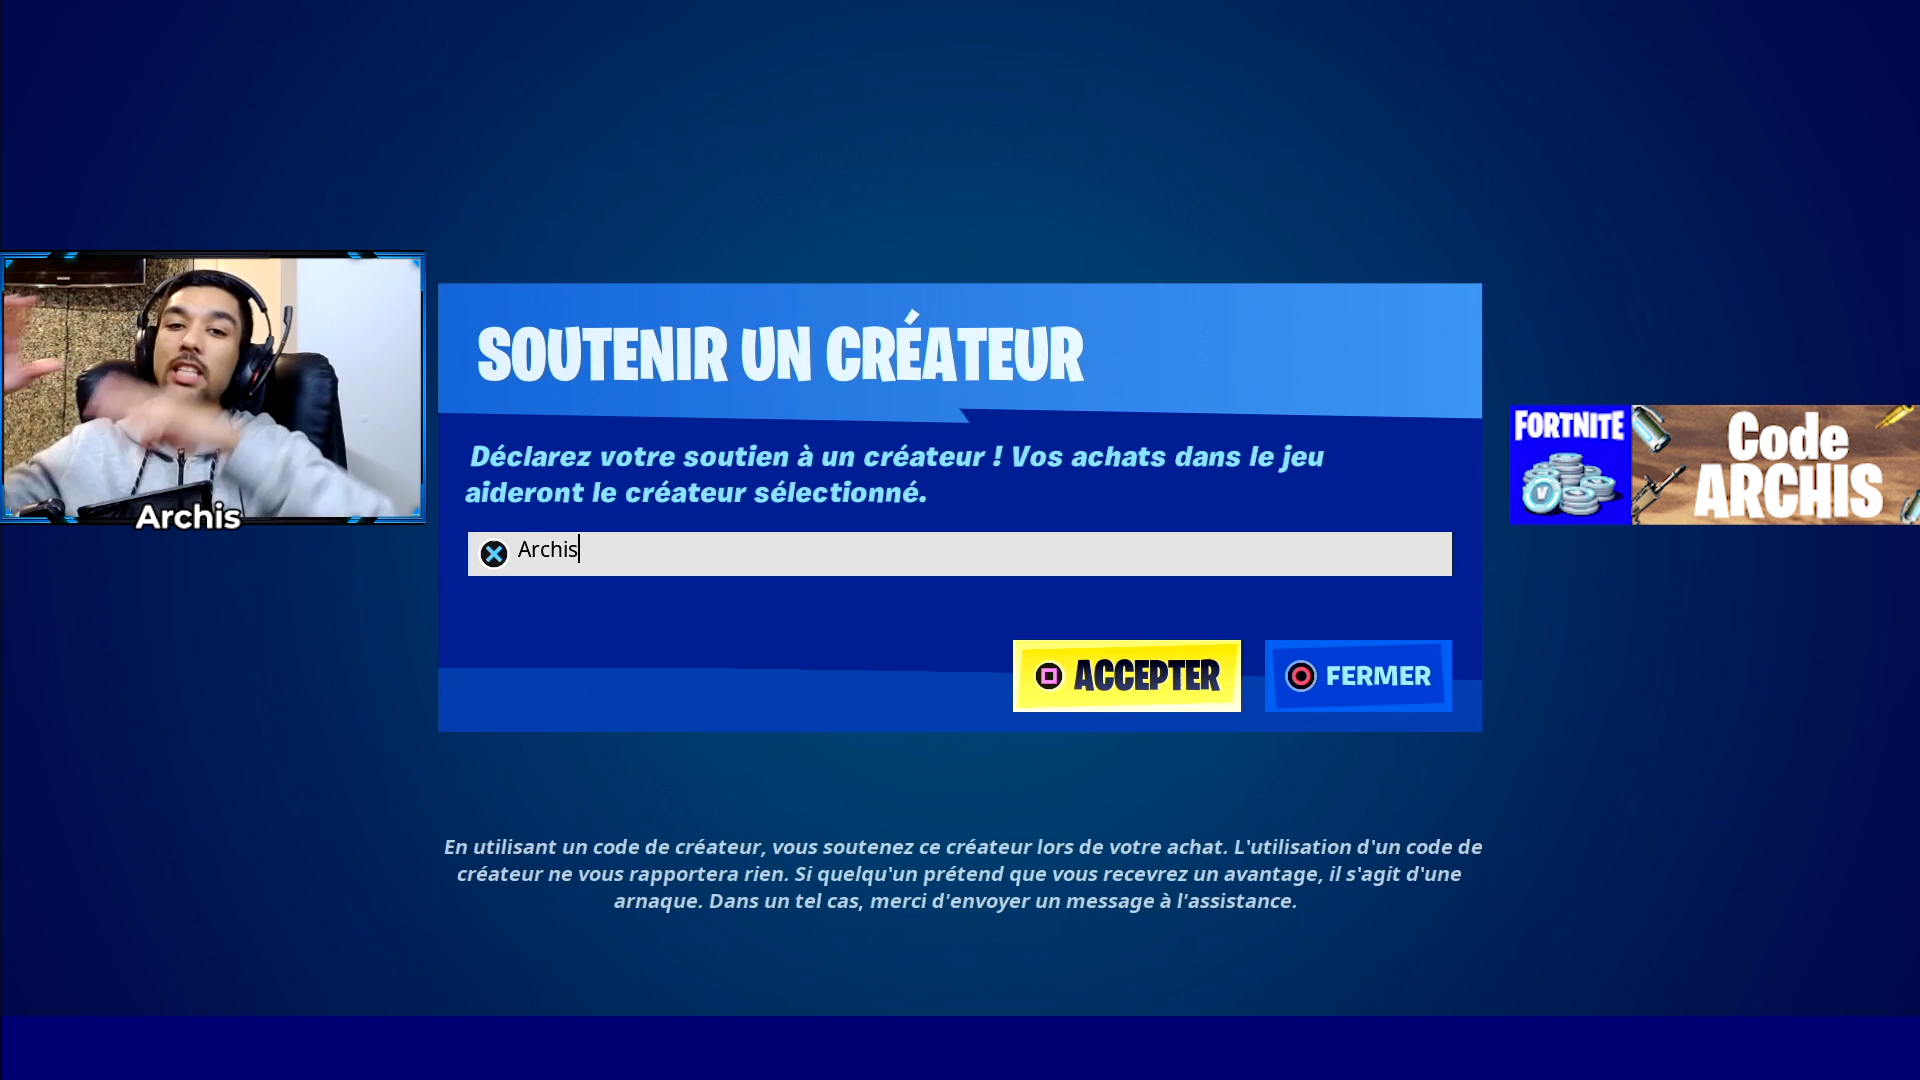 SOUTENIR UN CRÉATEUR
Déclarez votre soutien à un créateur ! Vos achats dans le jeu
aideront le créateur sélectionné.
Archis
Archis
FORTNITE
V
Code
ARCHIS
ACCEPTER
FERMER
En utilisant un code de créateur, vous soutenez ce créateur lors de votre achat. L'utilisation d'un code de
créateur ne vous rapportera rien. Si quelqu'un prétend que vous recevrez un avantage, il s'agit d'une
arnaque. Dans un tel cas, merci d'envoyer un message à l'assistance.